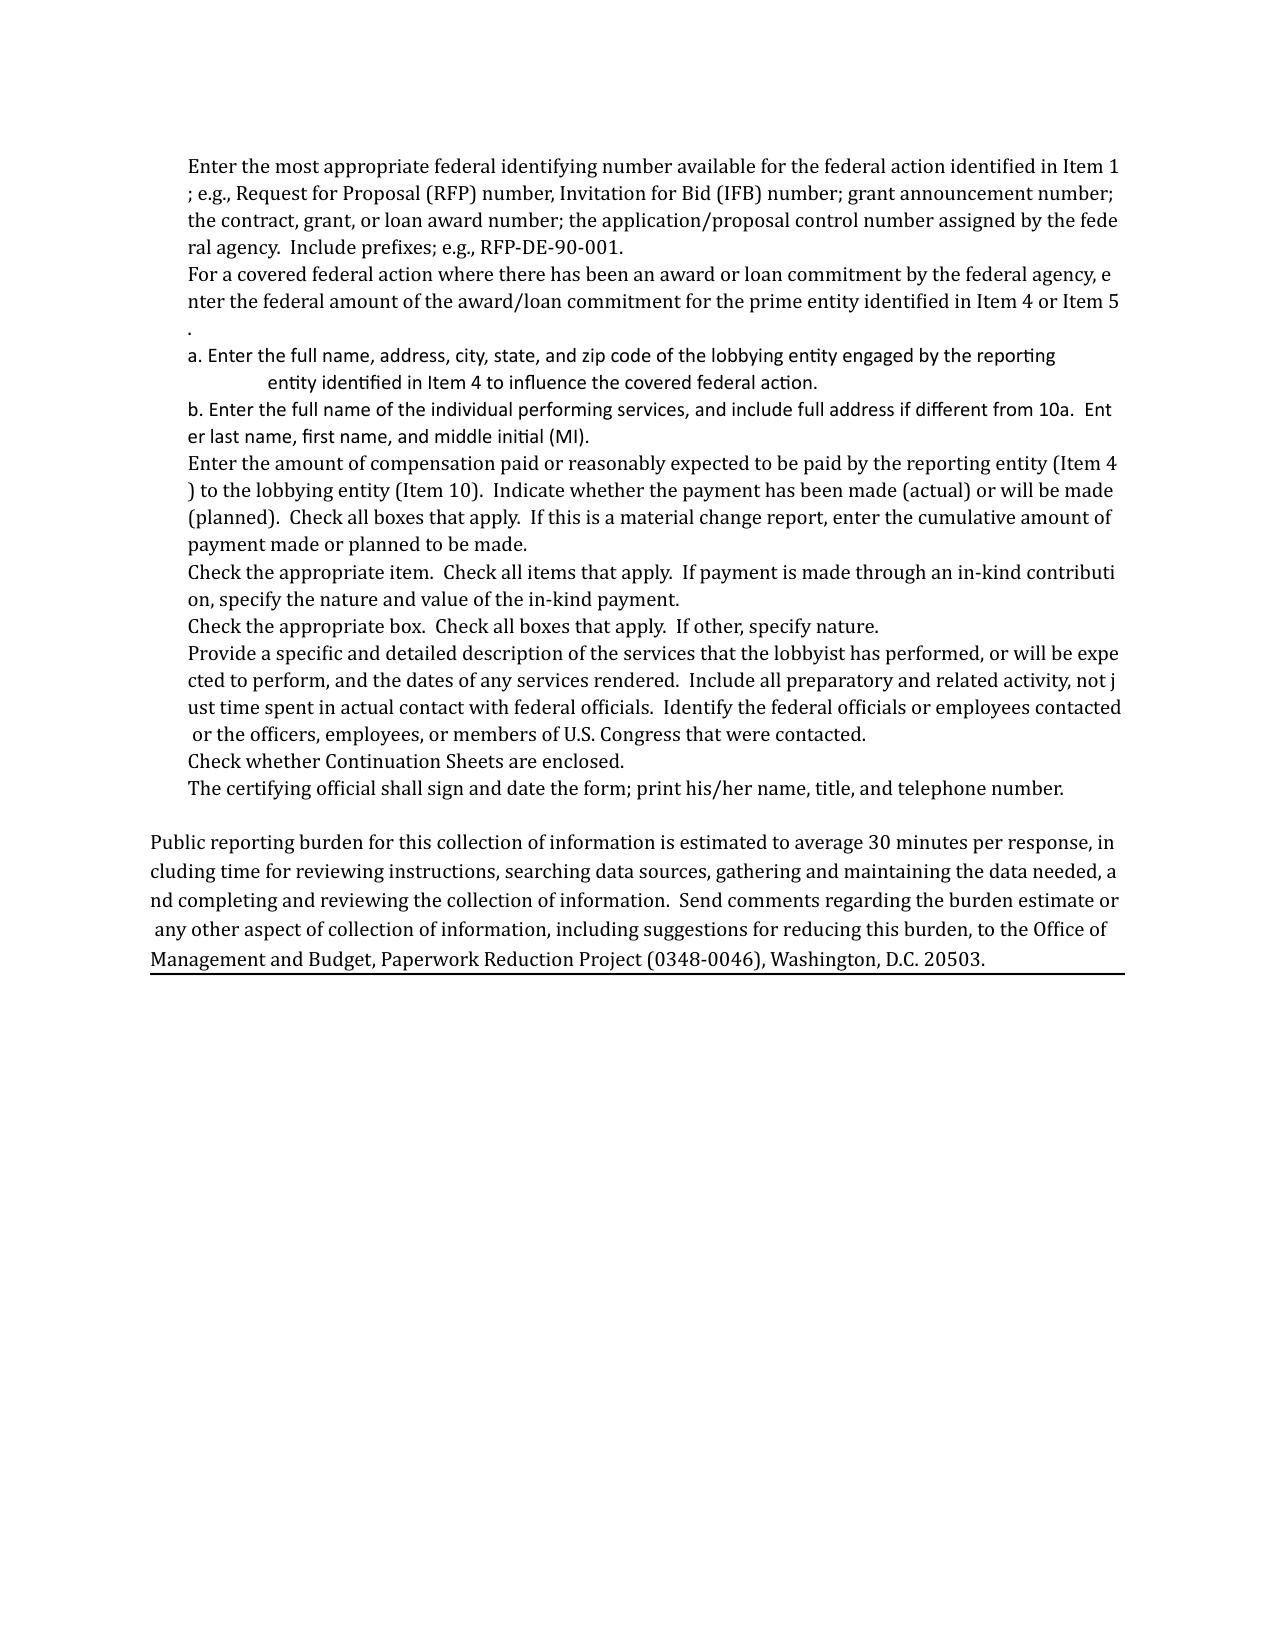 Enter the most appropriate federal identifying number available for the federal action identified in Item 1
; e.g., Request for Proposal (RFP) number, Invitation for Bid (IFB) number; grant announcement number;
the contract, grant, or loan award number; the application/proposal control number assigned by the fede
ral agency.  Include prefixes; e.g., RFP-DE-90-001.
For a covered federal action where there has been an award or loan commitment by the federal agency, e
nter the federal amount of the award/loan commitment for the prime entity identified in Item 4 or Item 5
.
a. Enter the full name, address, city, state, and zip code of the lobbying entity engaged by the reporting
entity identified in Item 4 to influence the covered federal action.
b. Enter the full name of the individual performing services, and include full address if different from 10a.  Ent
er last name, first name, and middle initial (MI).
Enter the amount of compensation paid or reasonably expected to be paid by the reporting entity (Item 4
) to the lobbying entity (Item 10).  Indicate whether the payment has been made (actual) or will be made
(planned).  Check all boxes that apply.  If this is a material change report, enter the cumulative amount of
payment made or planned to be made.
Check the appropriate item.  Check all items that apply.  If payment is made through an in-kind contributi
on, specify the nature and value of the in-kind payment.
Check the appropriate box.  Check all boxes that apply.  If other, specify nature.
Provide a specific and detailed description of the services that the lobbyist has performed, or will be expe
cted to perform, and the dates of any services rendered.  Include all preparatory and related activity, not j
ust time spent in actual contact with federal officials.  Identify the federal officials or employees contacted
or the officers, employees, or members of U.S. Congress that were contacted.
Check whether Continuation Sheets are enclosed.
The certifying official shall sign and date the form; print his/her name, title, and telephone number.
Public reporting burden for this collection of information is estimated to average 30 minutes per response, in
cluding time for reviewing instructions, searching data sources, gathering and maintaining the data needed, a
nd completing and reviewing the collection of information.  Send comments regarding the burden estimate or
any other aspect of collection of information, including suggestions for reducing this burden, to the Office of
Management and Budget, Paperwork Reduction Project (0348-0046), Washington, D.C. 20503.